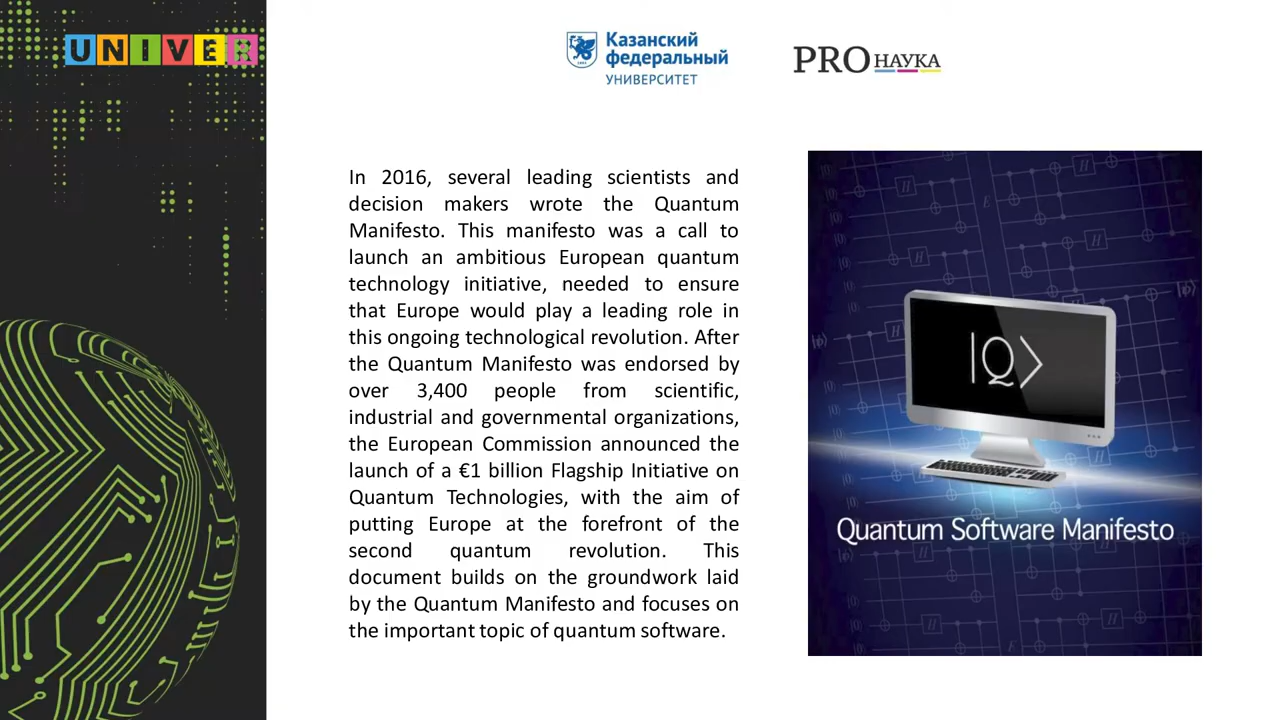 UNIVER
Казанский
федеральный
УНИВЕРСИТЕТ
PRO НАУКА
In 2016, several leading scientists and
decision makers wrote the Quantum
Manifesto. This manifesto was a call to
launch an ambitious European quantum
technology initiative, needed to ensure
that Europe would play a leading role in
this ongoing technological revolution. After
the Quantum Manifesto was endorsed by
over 3,400 people from scientific,
industrial and governmental organizations,
the European Commission announced the
launch of a €1 billion Flagship Initiative on
Quantum Technologies, with the aim of
putting Europe at the forefront of the
second quantum revolution. This
document builds on the groundwork laid
by the Quantum Manifesto and focuses on
the important topic of quantum software.
|Q⟩
Quantum Software Manifesto